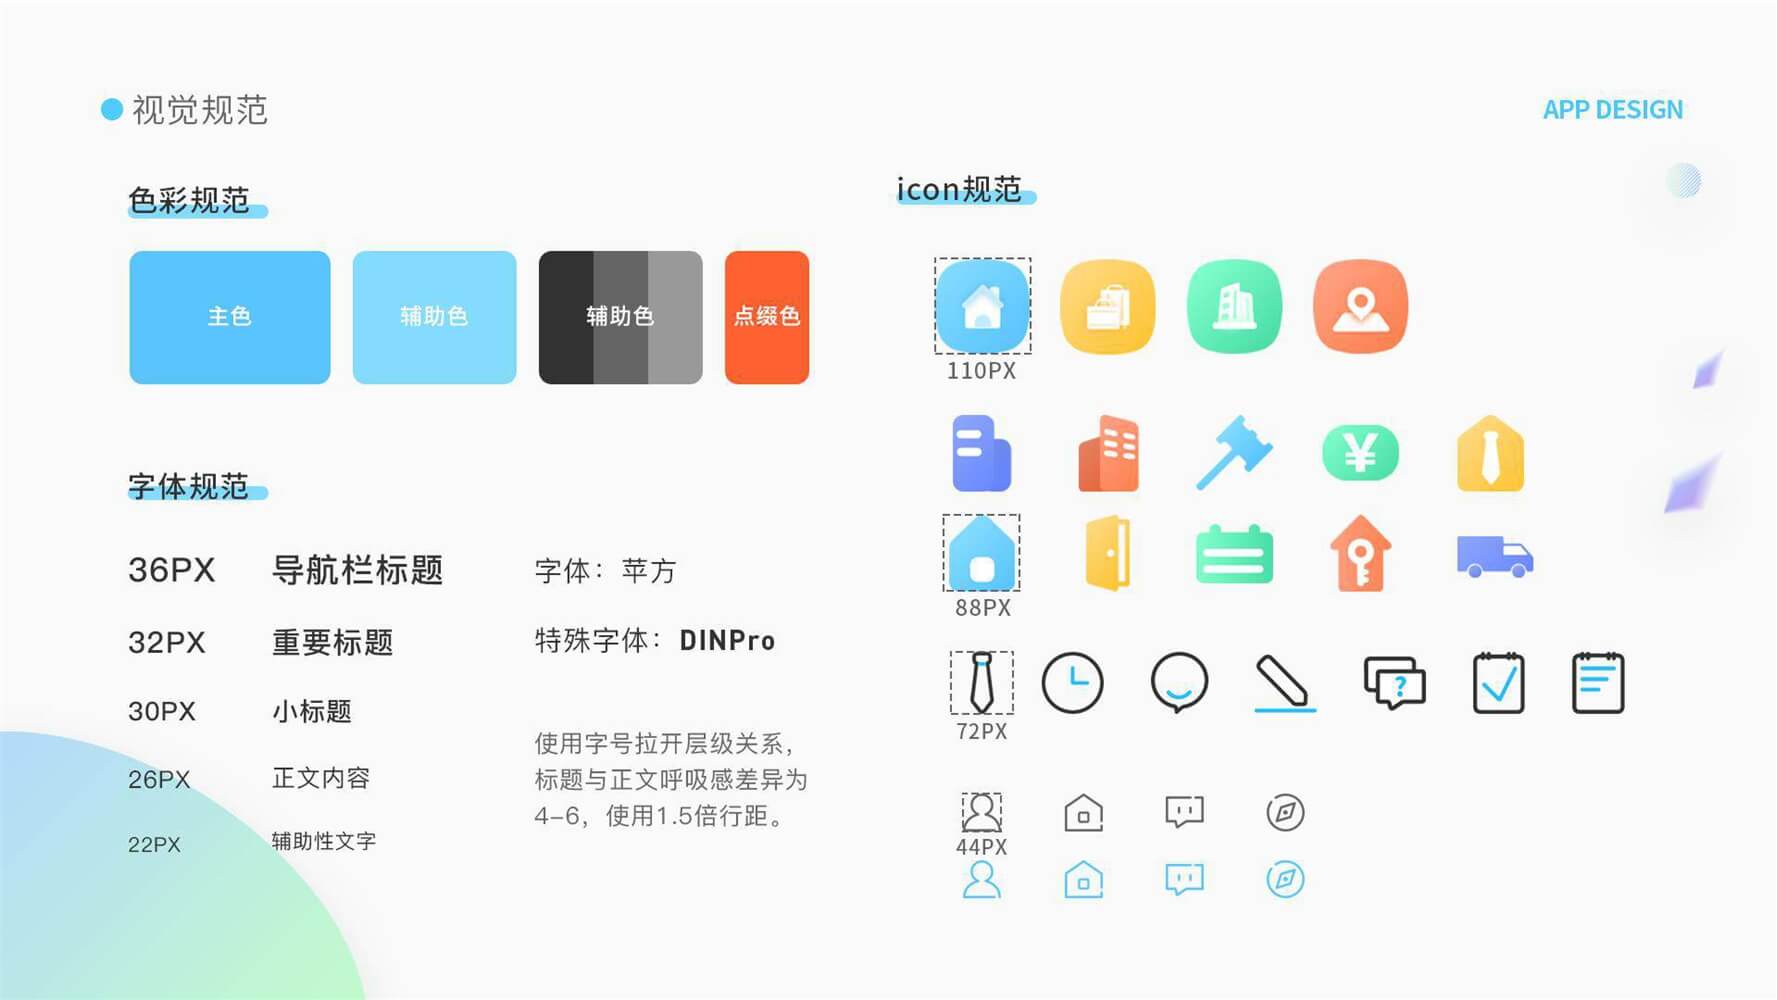 视觉规范
APP DESIGN
色彩规范
主色
辅助色
辅助色
点缀色
字体规范
36PX 导航栏标题
32PX 重要标题
30PX 小标题
26PX 正文内容
22PX 辅助性文字
字体：苹方
特殊字体：DINPro
使用字号拉开层级关系，
标题与正文呼吸感差异为
4-6，使用1.5倍行距。
icon规范
110PX
¥
88PX
?
72PX
44PX